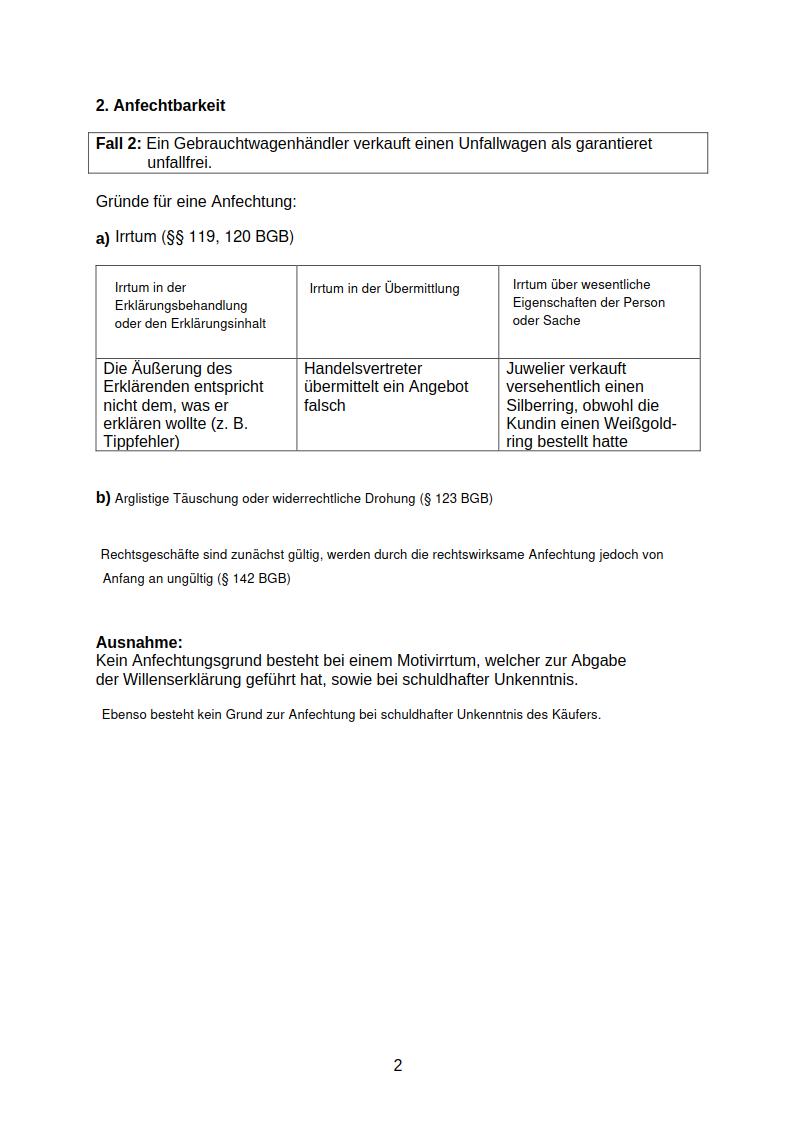 2. Anfechtbarkeit
Fall 2: Ein Gebrauchtwagenhändler verkauft einen Unfallwagen als garantieret
unfallfrei.
Gründe für eine Anfechtung:
a) Irrtum (§§ 119, 120 BGB)
Irrtum in der
Erklärungsbehandlung
oder den Erklärungsinhalt
Irrtum in der Übermittlung
Irrtum über wesentliche
Eigenschaften der Person
oder Sache
Die Äußerung des
Erklärenden entspricht
nicht dem, was er
erklären wollte (z. B.
Tippfehler)
Handelsvertreter
übermittelt ein Angebot
falsch
Juwelier verkauft
versehentlich einen
Silberring, obwohl die
Kundin einen Weißgold-
ring bestellt hatte
b) Arglistige Täuschung oder widerrechtliche Drohung (§ 123 BGB)
Rechtsgeschäfte sind zunächst gültig, werden durch die rechtswirksame Anfechtung jedoch von
Anfang an ungültig (§ 142 BGB)
Ausnahme:
Kein Anfechtungsgrund besteht bei einem Motivirrtum, welcher zur Abgabe
der Willenserklärung geführt hat, sowie bei schuldhafter Unkenntnis.
Ebenso besteht kein Grund zur Anfechtung bei schuldhafter Unkenntnis des Käufers.
2